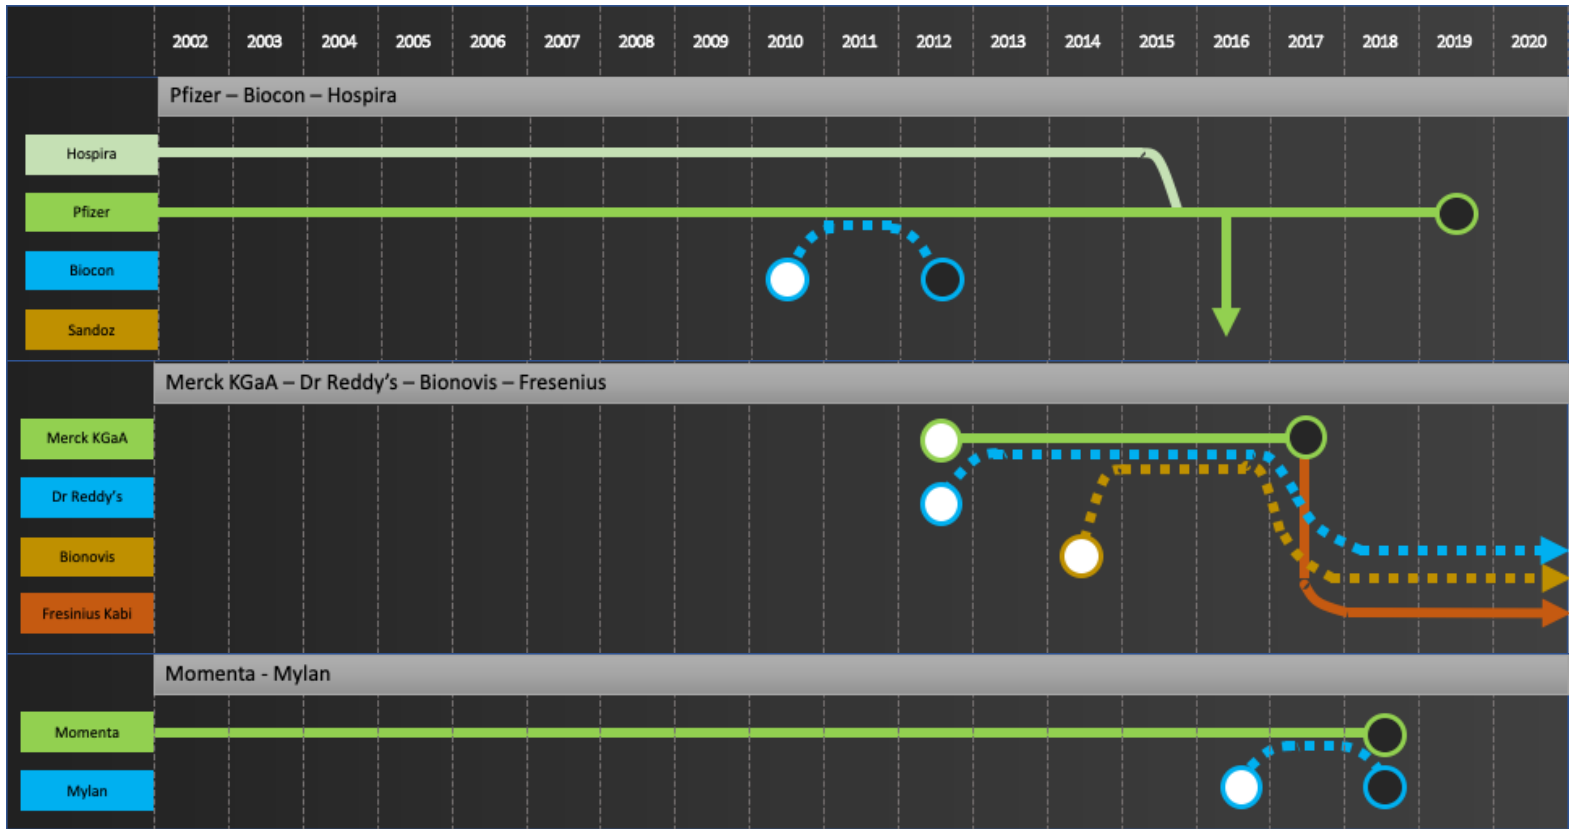 2002 2003 2004 2005 2006 2007 2008 2009 2010 2011 2012 2013 2014 2015 2016 2017 2018 2019 2020
Pfizer – Biocon – Hospira
Hospira
Pfizer
Biocon
Sandoz
Merck KGaA – Dr Reddy’s – Bionovis – Fresenius
Merck KGaA
Dr Reddy’s
Bionovis
Fresinius Kabi
Momenta - Mylan
Momenta
Mylan